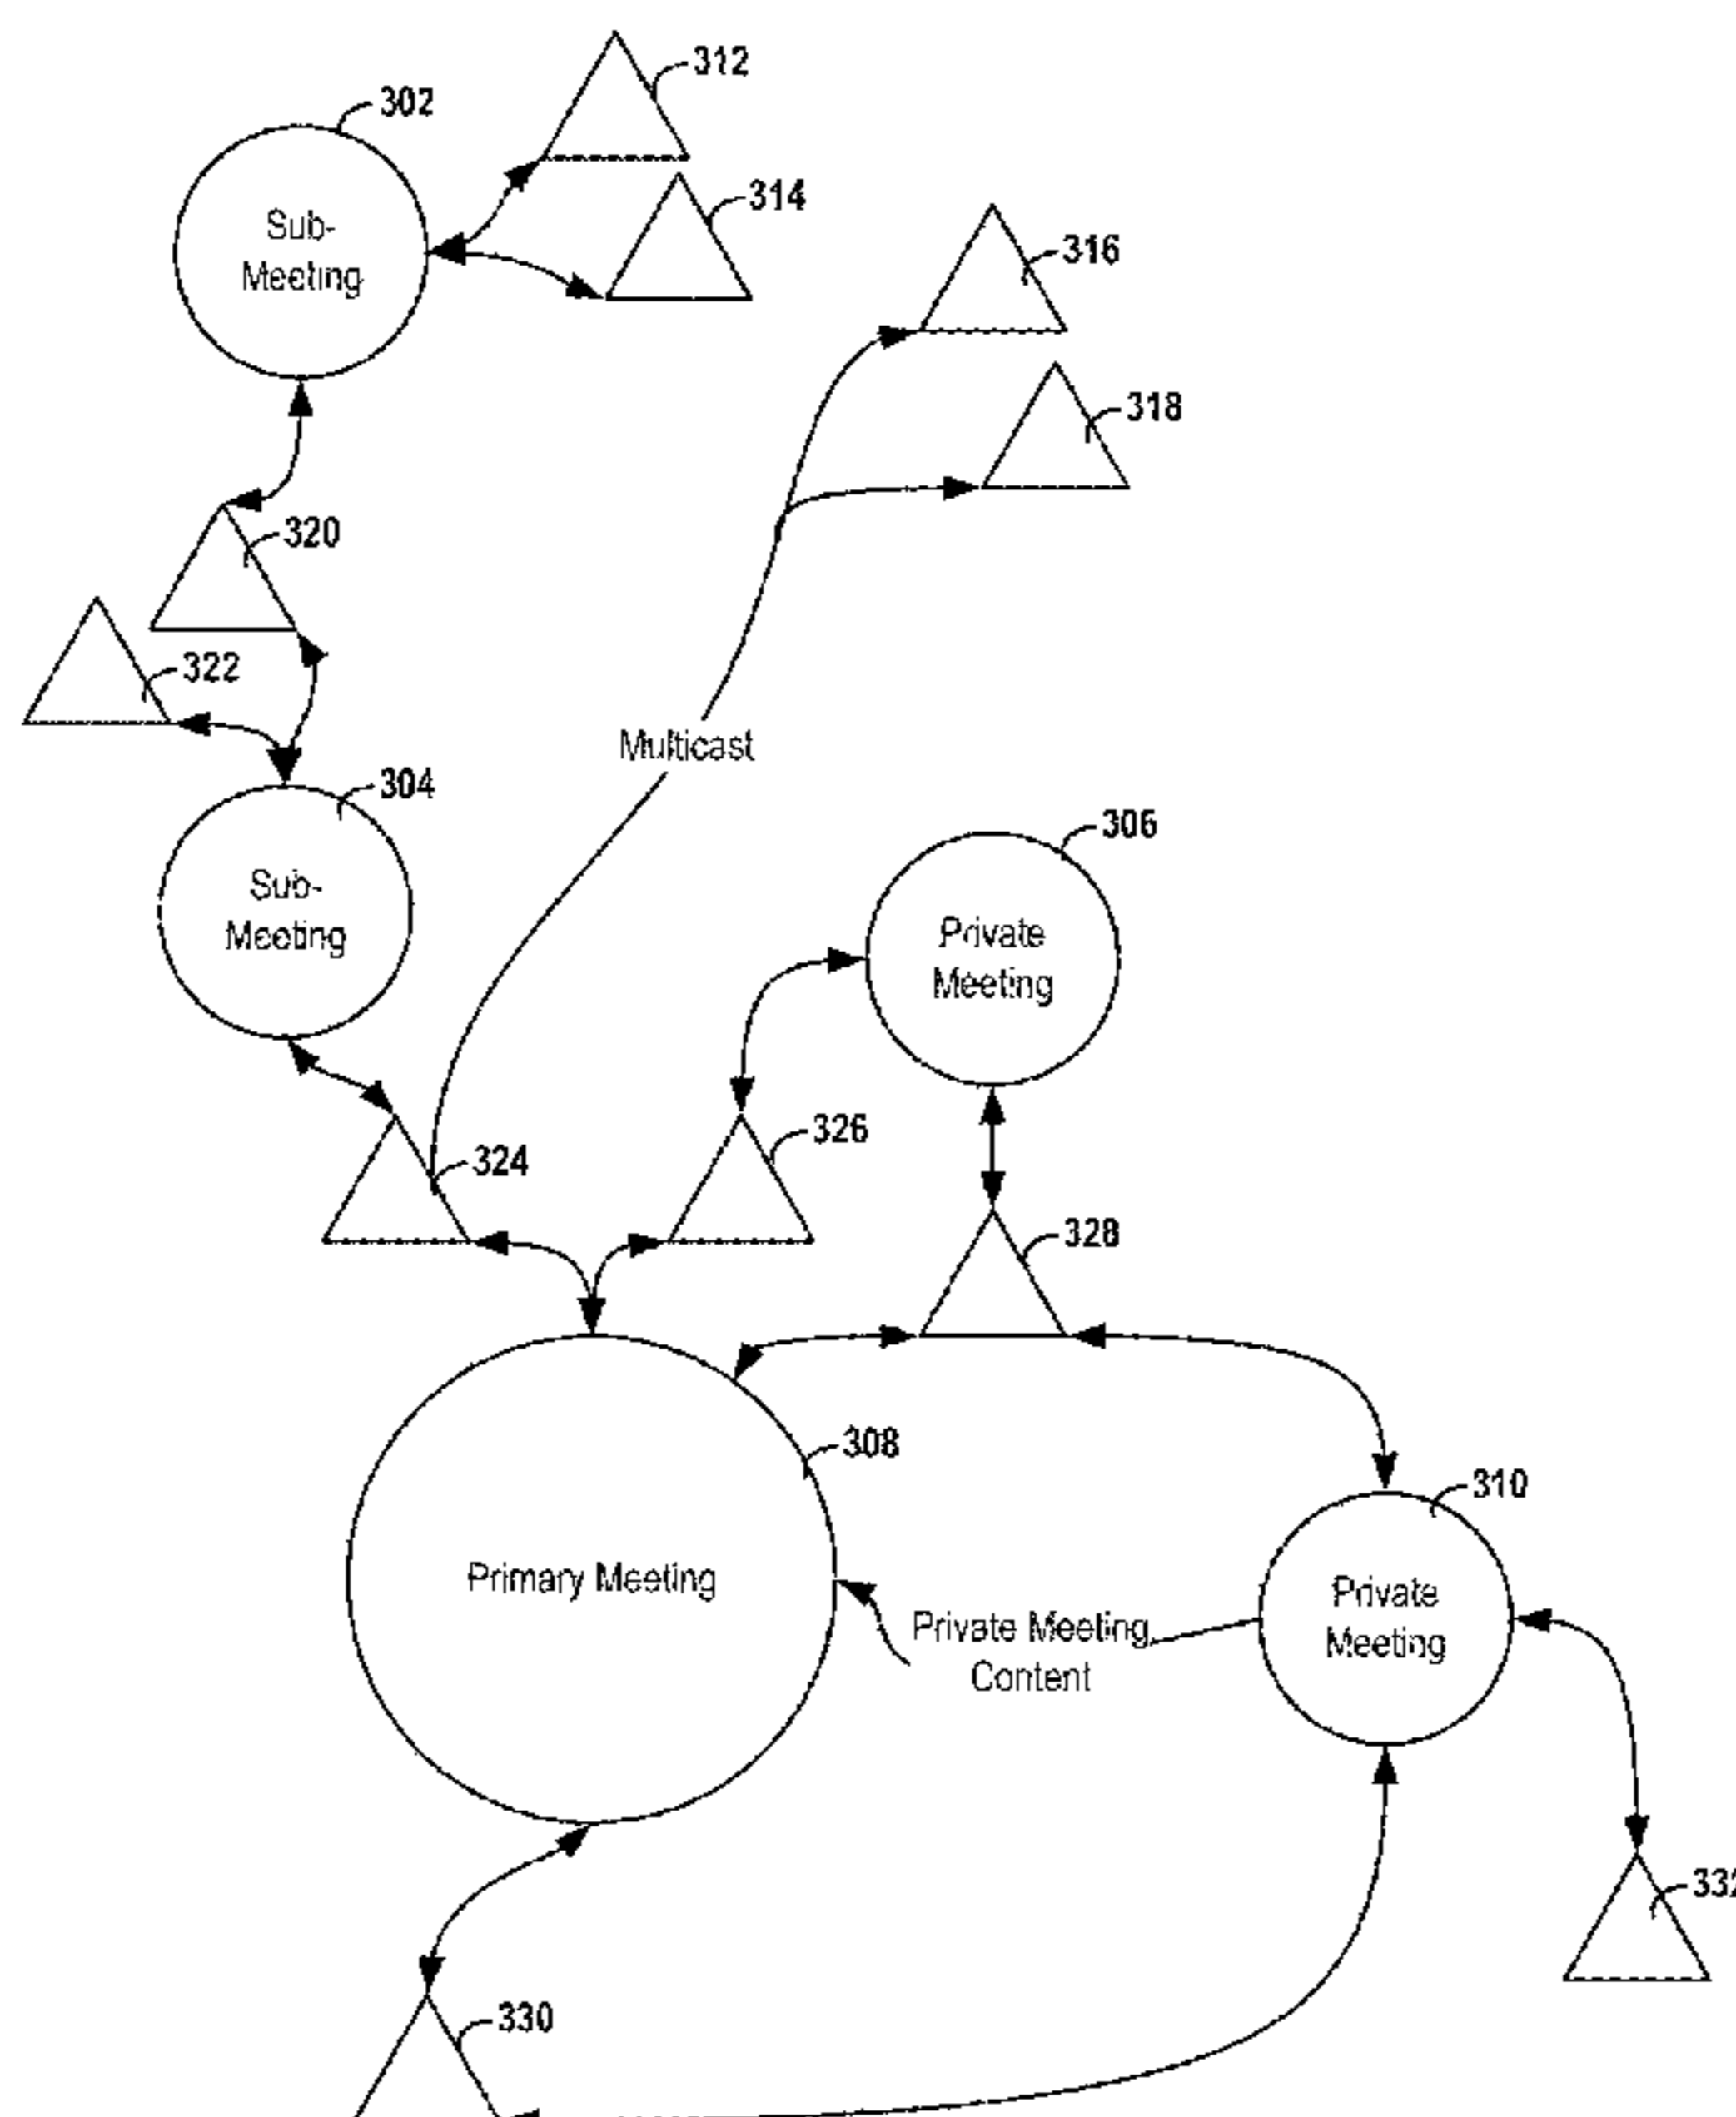 312
302
314
Sub-
Meeting
316
318
320
322
Multicast
304
306
Sub-
Meeting
Private
Meeting
326
324
328
308
310
Primary Meeting
Private
Meeting
Private Meeting
Content
332
330